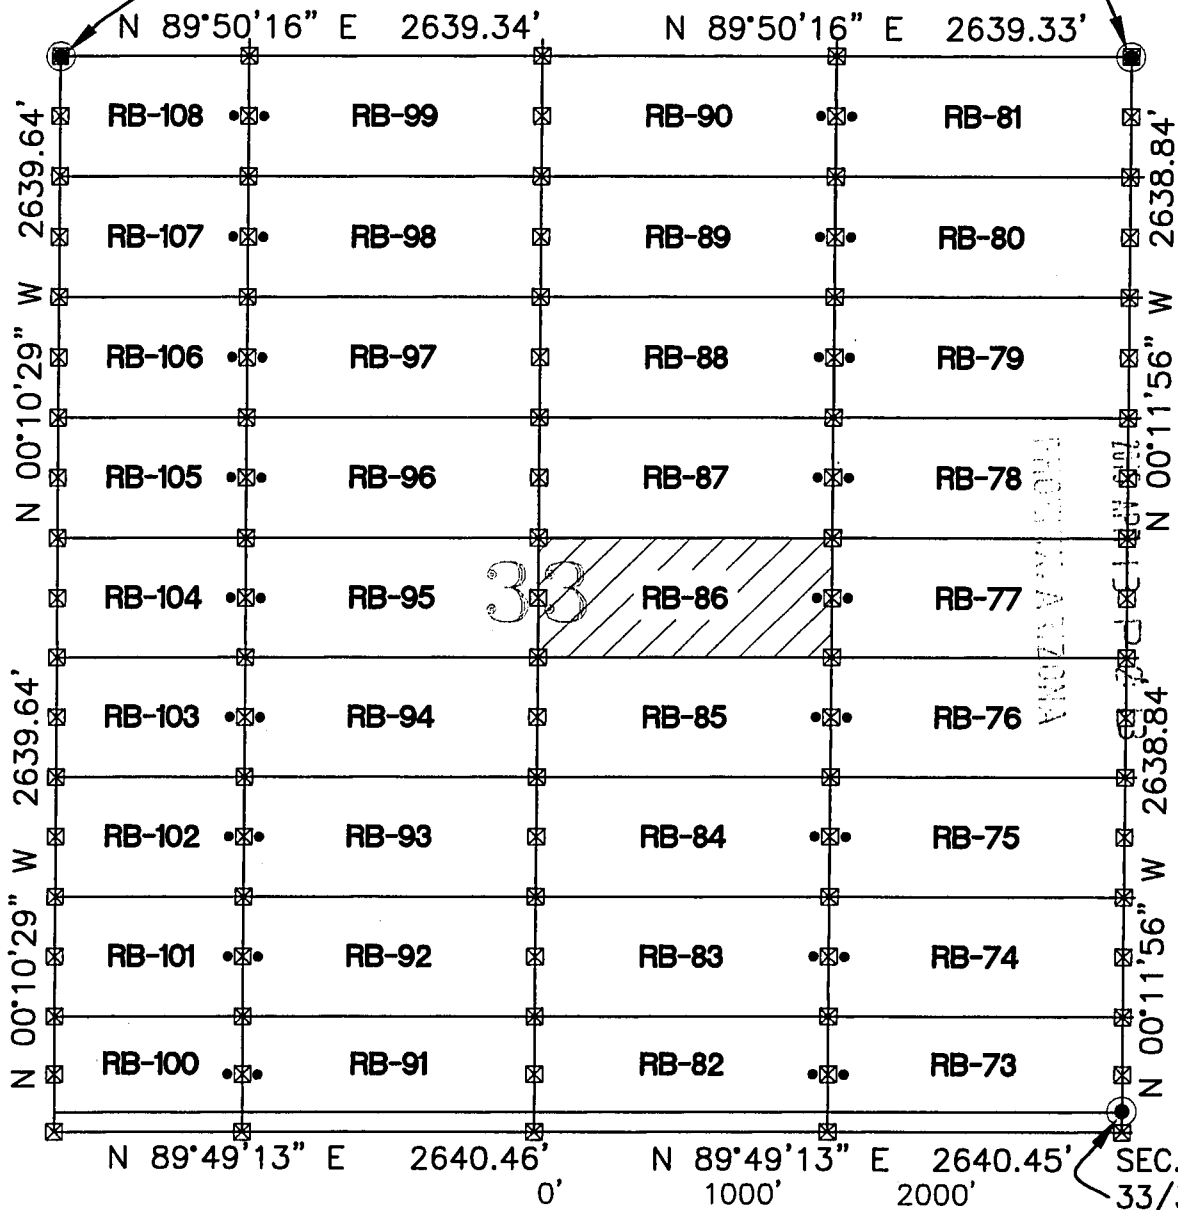 N 89°50'16" E 2639.34' N 89°50'16" E 2639.33'
RB-108 RB-99 RB-90 RB-81
N 00°10'29" W 2639.64'
N 00°11'56" W 2638.84'
RB-107 RB-98 RB-89 RB-80
RB-106 RB-97 RB-88 RB-79
RB-105 RB-96 RB-87 RB-78
33
RB-104 RB-95 RB-86 RB-77
RB-103 RB-94 RB-85 RB-76
N 00°10'29" W 2639.64'
N 00°11'56" W 2638.84'
RB-102 RB-93 RB-84 RB-75
RB-101 RB-92 RB-83 RB-74
RB-100 RB-91 RB-82 RB-73
N 89°49'13" E 2640.46' N 89°49'13" E 2640.45' SEC.
0' 1000' 2000'